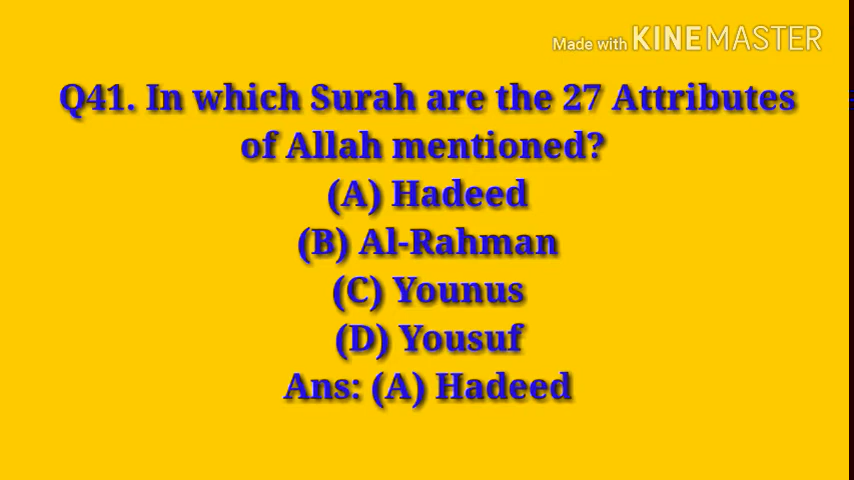 Made with KINEMASTER
Q41. In which Surah are the 27 Attributes
of Allah mentioned?
(A) Hadeed
(B) Al-Rahman
(C) Younus
(D) Yousuf
Ans: (A) Hadeed